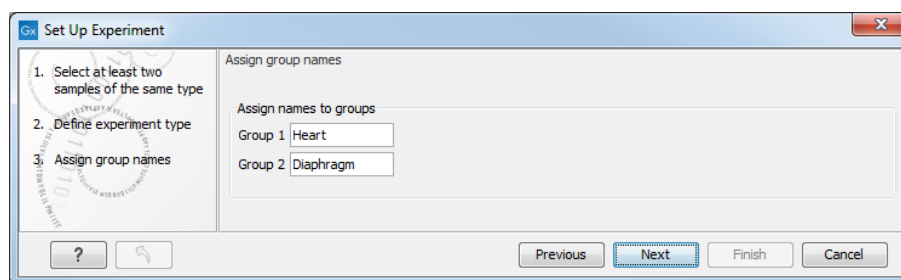 Gx Set Up Experiment
X
1. Select at least two
samples of the same type
2. Define experiment type
3. Assign group names
Assign group names
Assign names to groups
Group 1 Heart
Group 2 Diaphragm
? Previous Next Finish Cancel